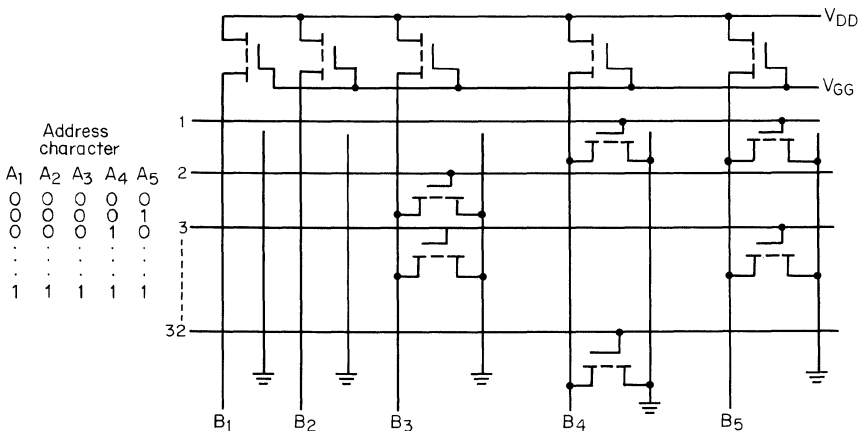 V_DD
V_GG
Address
character
A₁ A₂ A₃ A₄ A₅
0 0 0 0 0
0 0 0 0 1
0 0 0 1 0
. . . . .
. . . . .
. . . . .
1 1 1 1 1
1
2
3
32
B₁ B₂ B₃ B₄ B₅